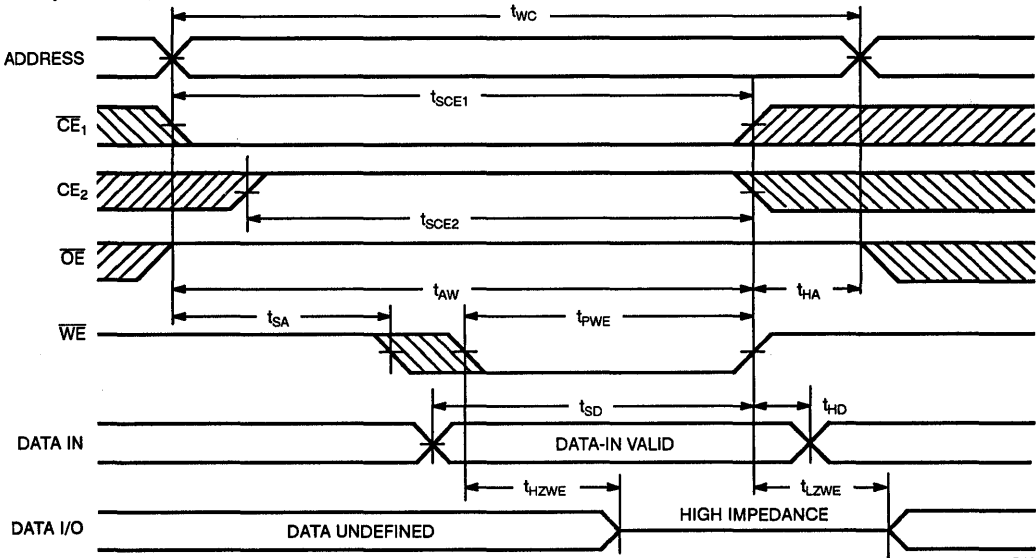 tWC
ADDRESS
tSCE1
CE1
CE2
tSCE2
OE
tAW
tHA
tSA
tPWE
WE
tSD
tHD
DATA IN
DATA-IN VALID
tHZWE
tLZWE
DATA I/O
DATA UNDEFINED
HIGH IMPEDANCE